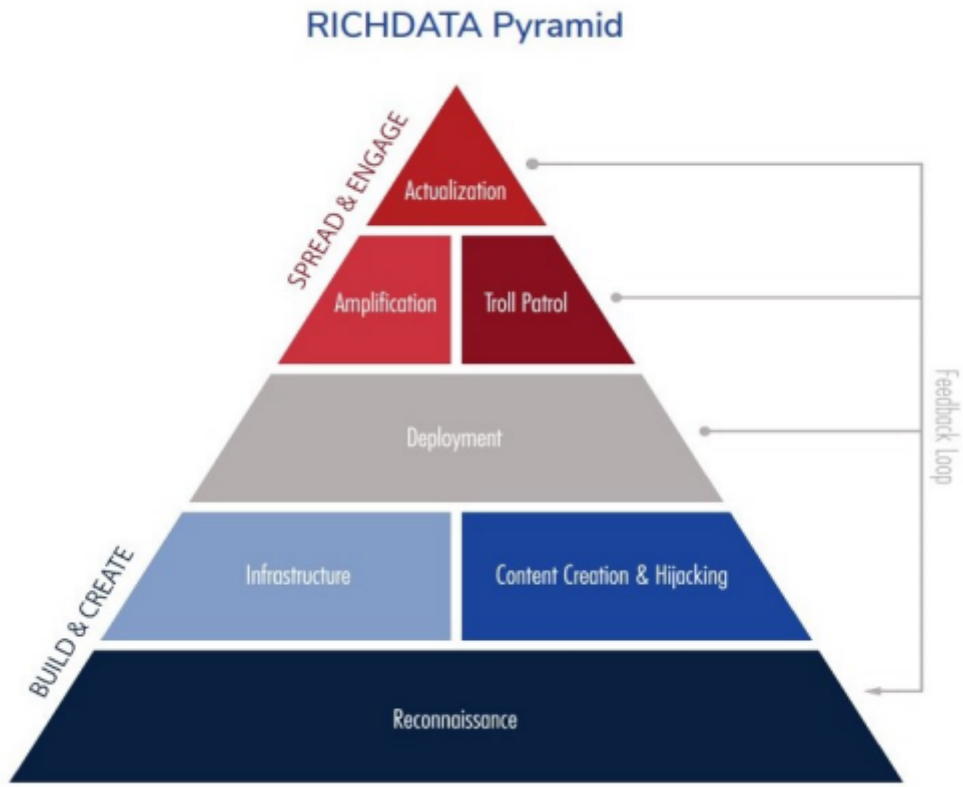 RICHDATA Pyramid
SPREAD & ENGAGE
Actualization
Amplification
Troll Patrol
Deployment
Feedback Loop
BUILD & CREATE
Infrastructure
Content Creation & Hijacking
Reconnaissance